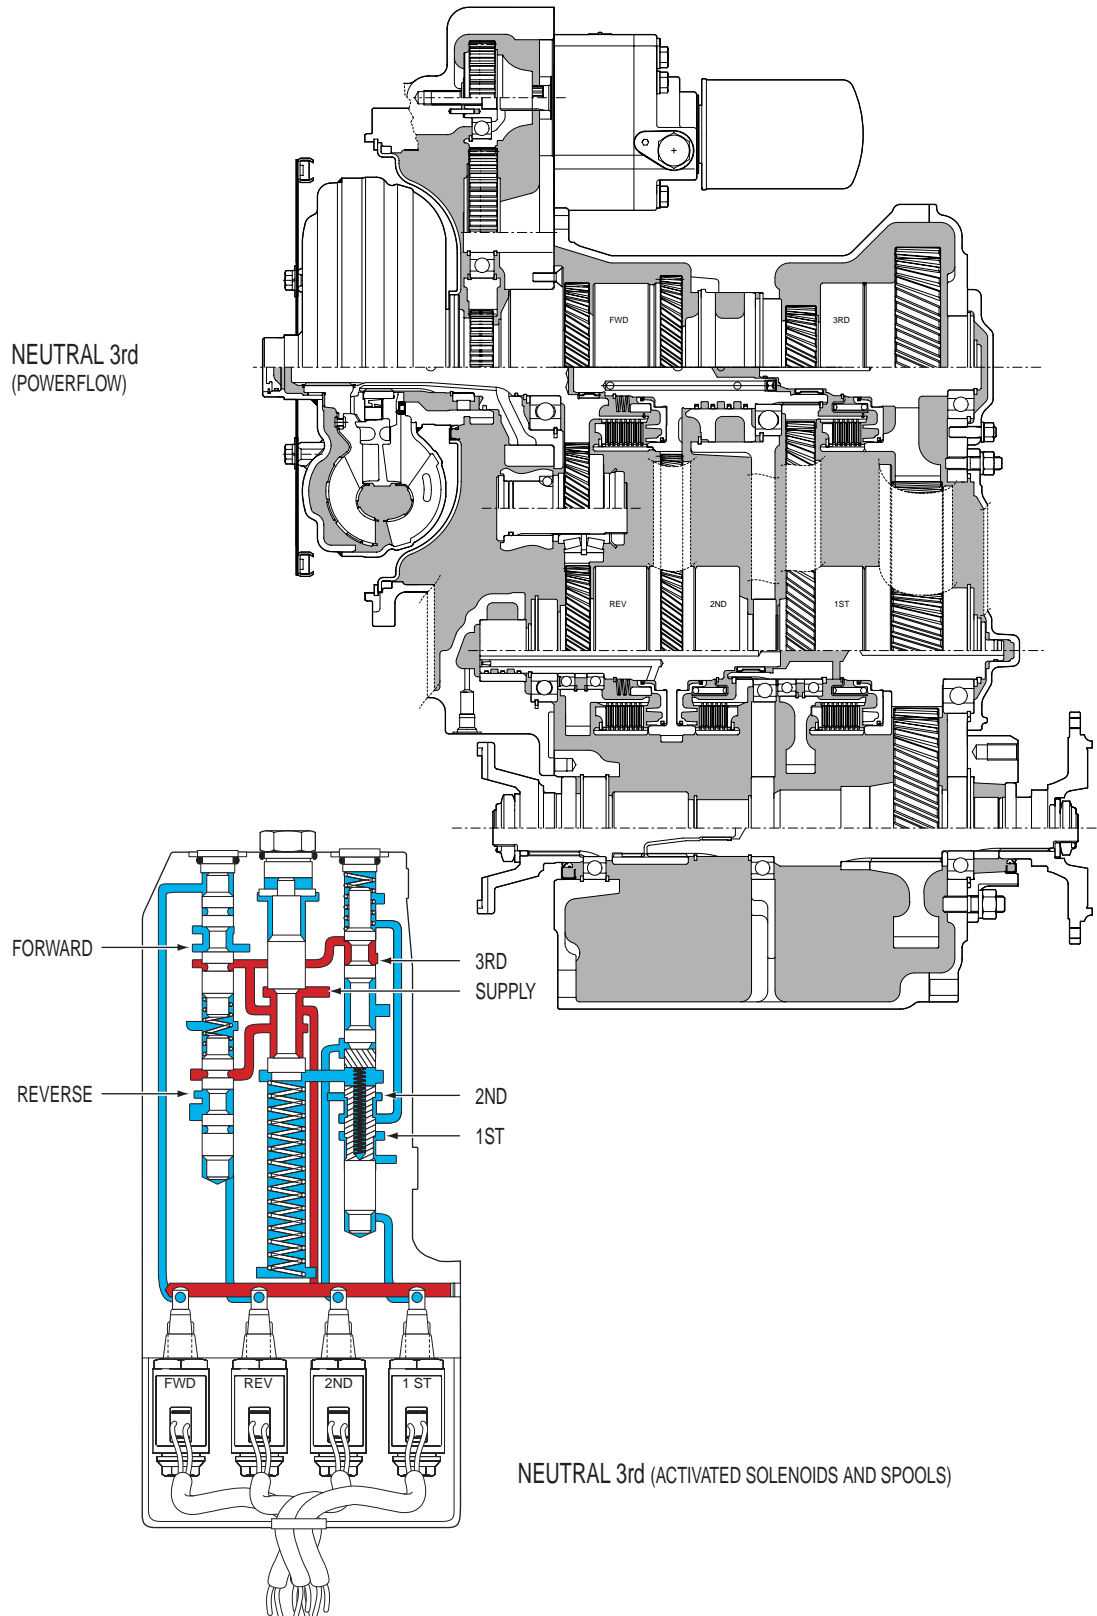 FWD
3RD
NEUTRAL 3rd
(POWERFLOW)
REV
2ND
1ST
FORWARD
3RD
SUPPLY
REVERSE
2ND
1ST
FWD
REV
2ND
1 ST
NEUTRAL 3rd (ACTIVATED SOLENOIDS AND SPOOLS)